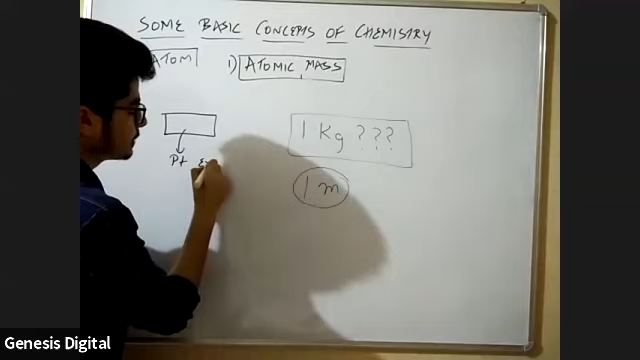 SOME BASIC CONCEPTS OF CHEMISTRY
ATOM 1) ATOMIC MASS
1 Kg ???
Pt
1 m
Genesis Digital